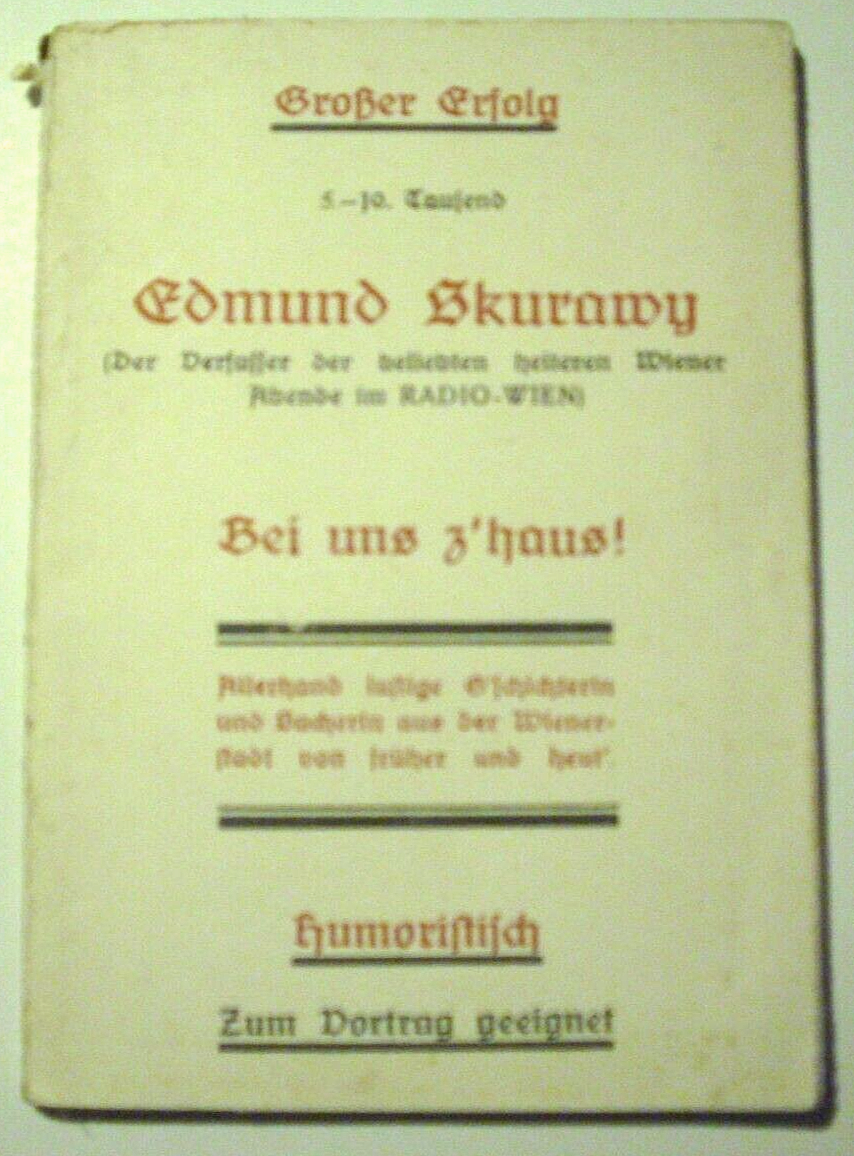 Großer Erfolg
5.–10. Tausend
Edmund Skurawy
(Der Verfasser der beliebten heiteren Wiener
Abende im RADIO-WIEN)
Bei uns z'haus!
Allerhand lustige G'schichterln
und Sacherln aus der Wiener-
stadt von früher und heut'.
Humoristisch
Zum Vortrag geeignet